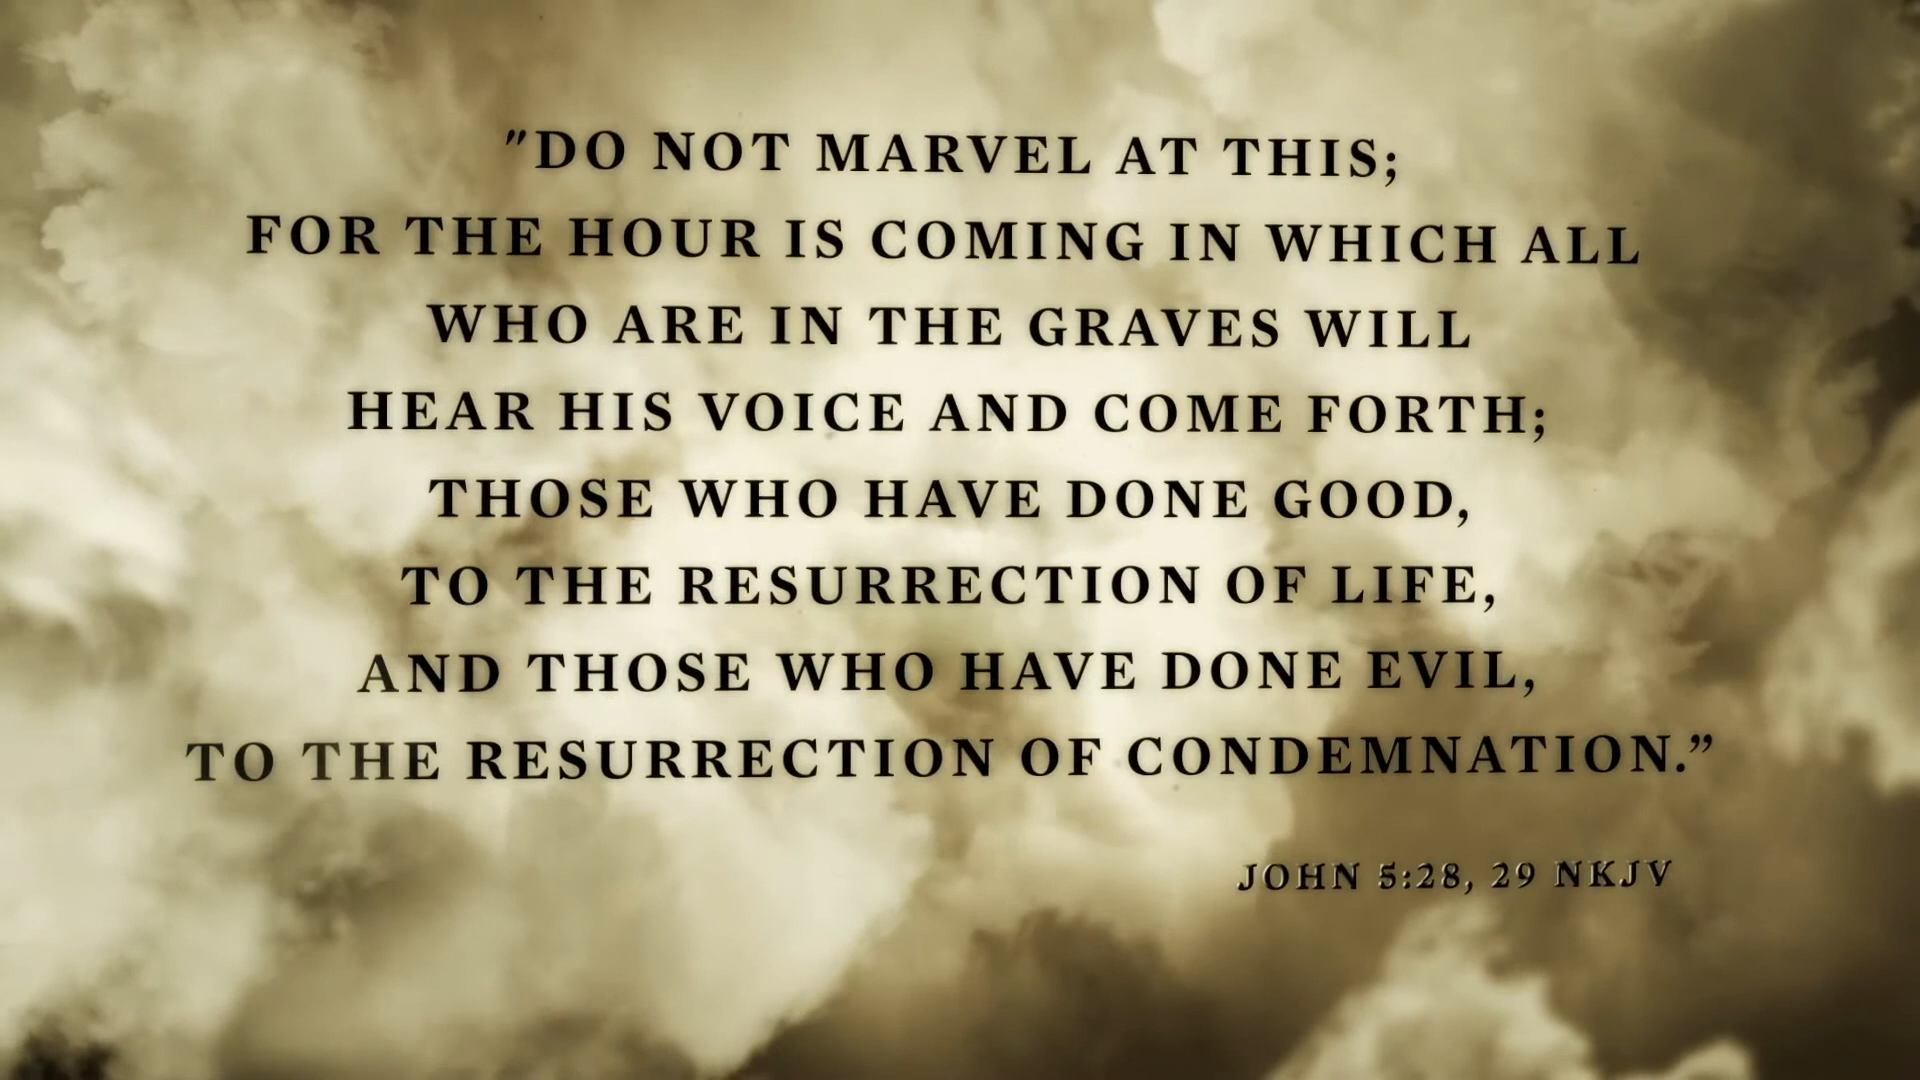 "DO NOT MARVEL AT THIS;
FOR THE HOUR IS COMING IN WHICH ALL
WHO ARE IN THE GRAVES WILL
HEAR HIS VOICE AND COME FORTH;
THOSE WHO HAVE DONE GOOD,
TO THE RESURRECTION OF LIFE,
AND THOSE WHO HAVE DONE EVIL,
TO THE RESURRECTION OF CONDEMNATION.”
JOHN 5:28, 29 NKJV